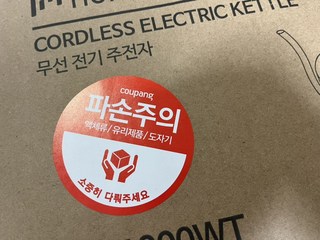 CORDLESS ELECTRIC KETTLE
무선 전기 주전자
coupang
파손주의
액체류/유리제품/도자기
소중히 다뤄주세요